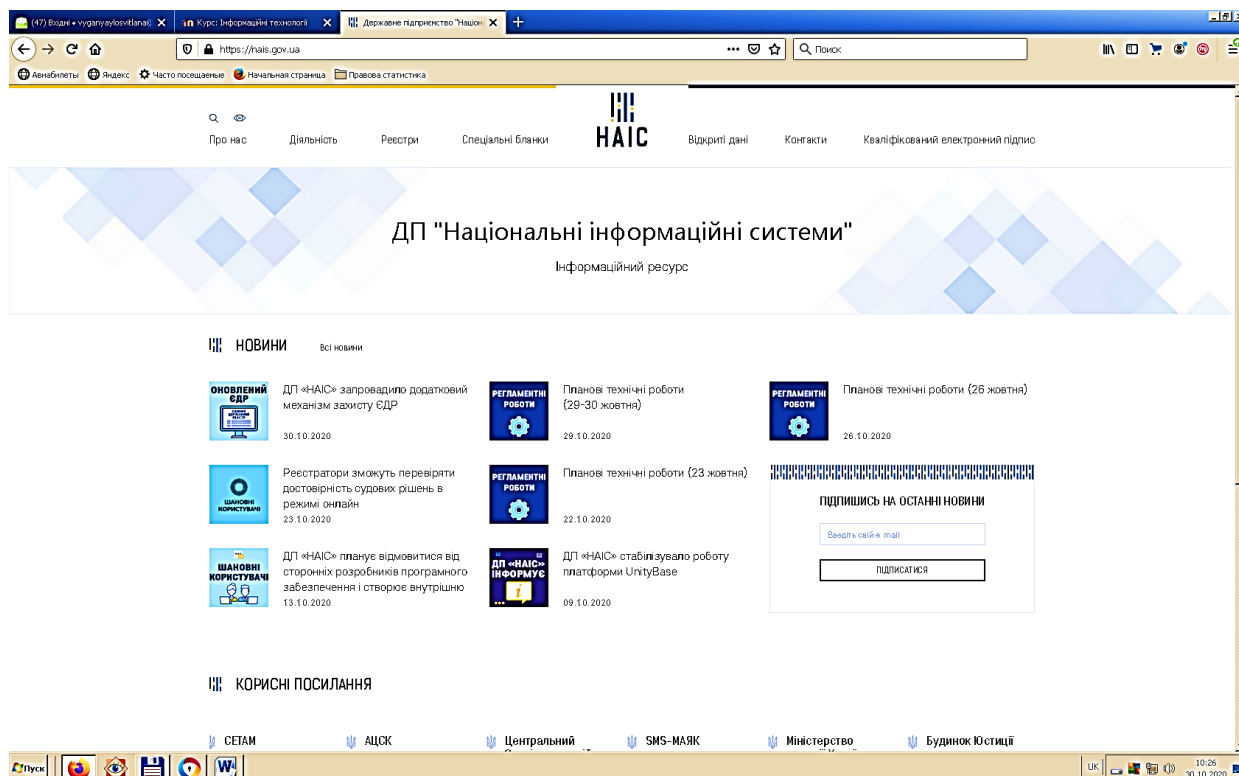 (47) Вхідні • vyganyaylosvitlana
Курс: Інформаційні технології
Державне підприємство "Націон
https://nais.gov.ua
Поиск
Авиабилеты Яндекс Часто посещаемые Начальная страница Правова статистика
Про нас Діяльність Реєстри Спеціальні бланки НАІС Відкриті дані Контакти Кваліфікований електронний підпис
ДП "Національні інформаційні системи"
Інформаційний ресурс
НОВИНИ Всі новини
ОНОВЛЕНИЙ
ЄДР
ДП «НАІС» запровадило додатковий
механізм захисту ЄДР
30.10.2020
РЕГЛАМЕНТНІ
РОБОТИ
Планові технічні роботи
(29-30 жовтня)
29.10.2020
РЕГЛАМЕНТНІ
РОБОТИ
Планові технічні роботи (26 жовтня)
26.10.2020
ШАНОВНІ
КОРИСТУВАЧІ
Реєстратори зможуть перевіряти
достовірність судових рішень в
режимі онлайн
23.10.2020
РЕГЛАМЕНТНІ
РОБОТИ
Планові технічні роботи (23 жовтня)
22.10.2020
ПІДПИШИСЬ НА ОСТАННІ НОВИНИ
Введіть свій e mail
ПІДПИСАТИСЯ
ШАНОВНІ
КОРИСТУВАЧІ
ДП «НАІС» планує відмовитися від
сторонніх розробників програмного
забезпечення і створює внутрішню
13.10.2020
ДП «НАІС»
ІНФОРМУЄ
ДП «НАІС» стабілізувало роботу
платформи UnityBase
09.10.2020
КОРИСНІ ПОСИЛАННЯ
СЕТАМ АЦСК Центральний SMS-МАЯК Міністерство Будинок Юстиції
Пуск
UK
10:26
30.10.2020